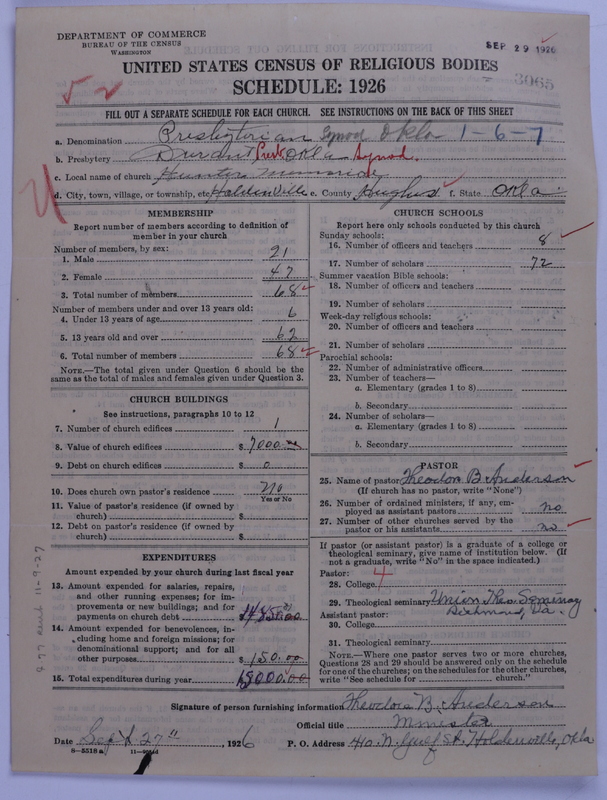 DEPARTMENT OF COMMERCE
BUREAU OF THE CENSUS
WASHINGTON
SEP 29 1926
UNITED STATES CENSUS OF RELIGIOUS BODIES
SCHEDULE: 1926
3065
FILL OUT A SEPARATE SCHEDULE FOR EACH CHURCH. SEE INSTRUCTIONS ON THE BACK OF THIS SHEET
a. Denomination Presbyterian Synod Okla 1-6-7
b. Presbytery Durant Presb. Okla Synod.
c. Local name of church Hunter Memorial
d. City, town, village, or township, etc. Holdenville e. County Hughes f. State Okla
MEMBERSHIP
Report number of members according to definition of
member in your church
Number of members, by sex:
1. Male 21
2. Female 47
3. Total number of members 68
Number of members under and over 13 years old:
4. Under 13 years of age 6
5. 13 years old and over 62
6. Total number of members 68
NOTE.—The total given under Question 6 should be
same as the total of males and females given under Question 3.
CHURCH BUILDINGS
See instructions, paragraphs 10 to 12
7. Number of church edifices 1
8. Value of church edifices $ 7000
9. Debt on church edifices $ 0
10. Does church own pastor's residence No
Yes or No
11. Value of pastor's residence (if owned by
church) $
12. Debt on pastor's residence (if owned by
church) $
EXPENDITURES
Amount expended by your church during last fiscal year
13. Amount expended for salaries, repairs,
and other running expenses; for im-
provements or new buildings; and for
payments on church debt $
14. Amount expended for benevolences, in-
cluding home and foreign missions; for
denominational support; and for all
other purposes $ 150.00
15. Total expenditures during year
CHURCH SCHOOLS
Report here only schools conducted by this church
Sunday schools:
16. Number of officers and teachers 8
17. Number of scholars 72
Summer vacation Bible schools:
18. Number of officers and teachers
19. Number of scholars
Week-day religious schools:
20. Number of officers and teachers
21. Number of scholars
Parochial schools:
22. Number of administrative officers
23. Number of teachers—
a. Elementary (grades 1 to 8)
b. Secondary
24. Number of scholars—
a. Elementary (grades 1 to 8)
b. Secondary
PASTOR
25. Name of pastor Theodore B. Anderson
(If church has no pastor, write "None")
26. Number of ordained ministers, if any, em-
ployed as assistant pastors no
27. Number of other churches served by the
pastor or his assistants no
If pastor (or assistant pastor) is a graduate of a college or
theological seminary, give name of institution below. (If
not a graduate, write "No" in the space indicated.)
Pastor:
28. College
29. Theological seminary Union Theo. Seminary
Richmond, Va.
Assistant pastor:
30. College
31. Theological seminary
NOTE.—Where one pastor serves two or more churches,
Questions 28 and 29 should be answered only on the schedule
for one of the churches; on the schedules for the other churches,
write "See schedule for church."
Signature of person furnishing information Theodore B. Anderson
Official title Minister
Date Sept 27th, 1926 P. O. Address 410. N. Gulf St. Holdenville, Okla
8-5518a